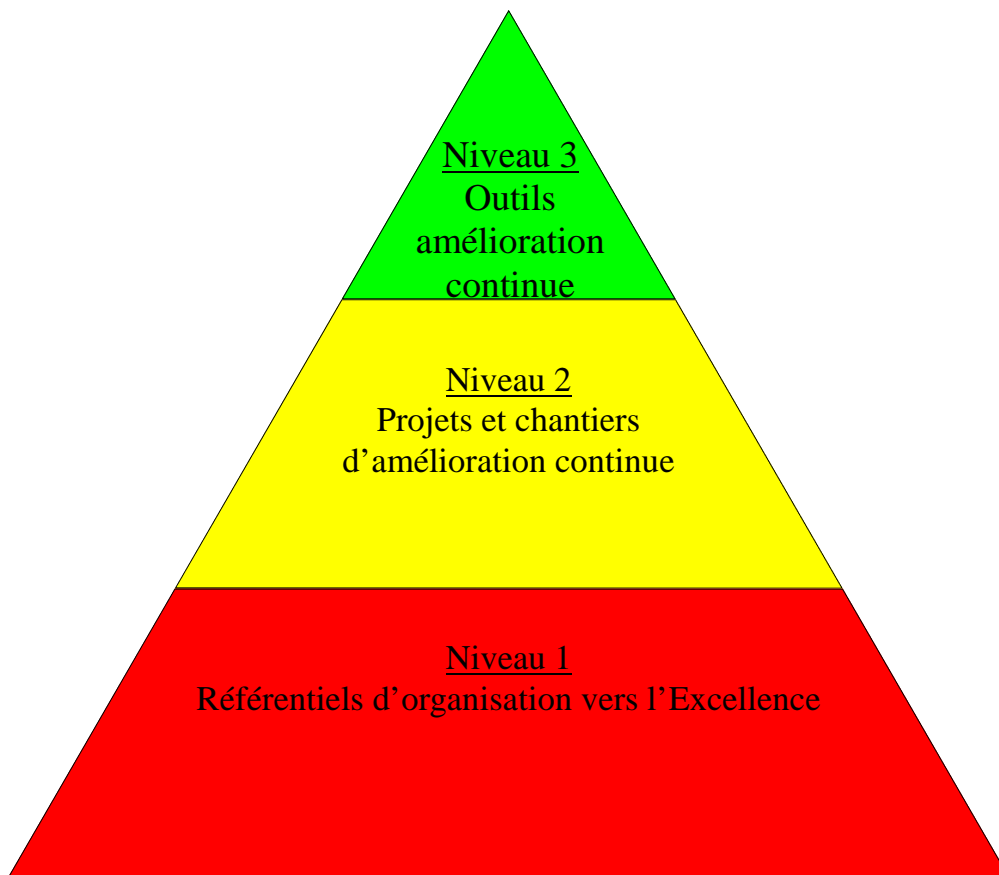 Niveau 3
Outils
amélioration
continue
Niveau 2
Projets et chantiers
d’amélioration continue
Niveau 1
Référentiels d’organisation vers l’Excellence